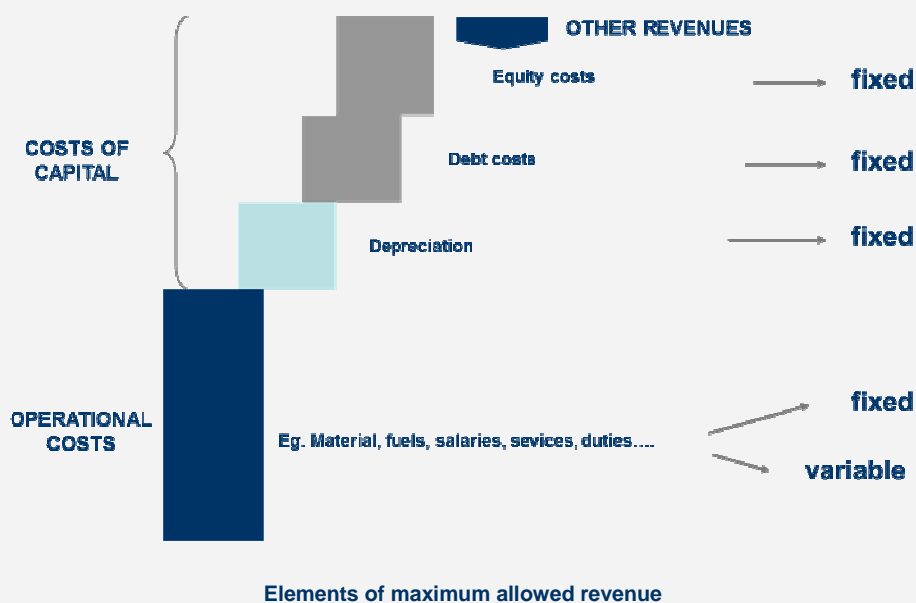 OTHER REVENUES
Equity costs
fixed
COSTS OF
CAPITAL
Debt costs
fixed
Depreciation
fixed
OPERATIONAL
COSTS
Eg. Material, fuels, salaries, sevices, duties....
fixed
variable
Elements of maximum allowed revenue